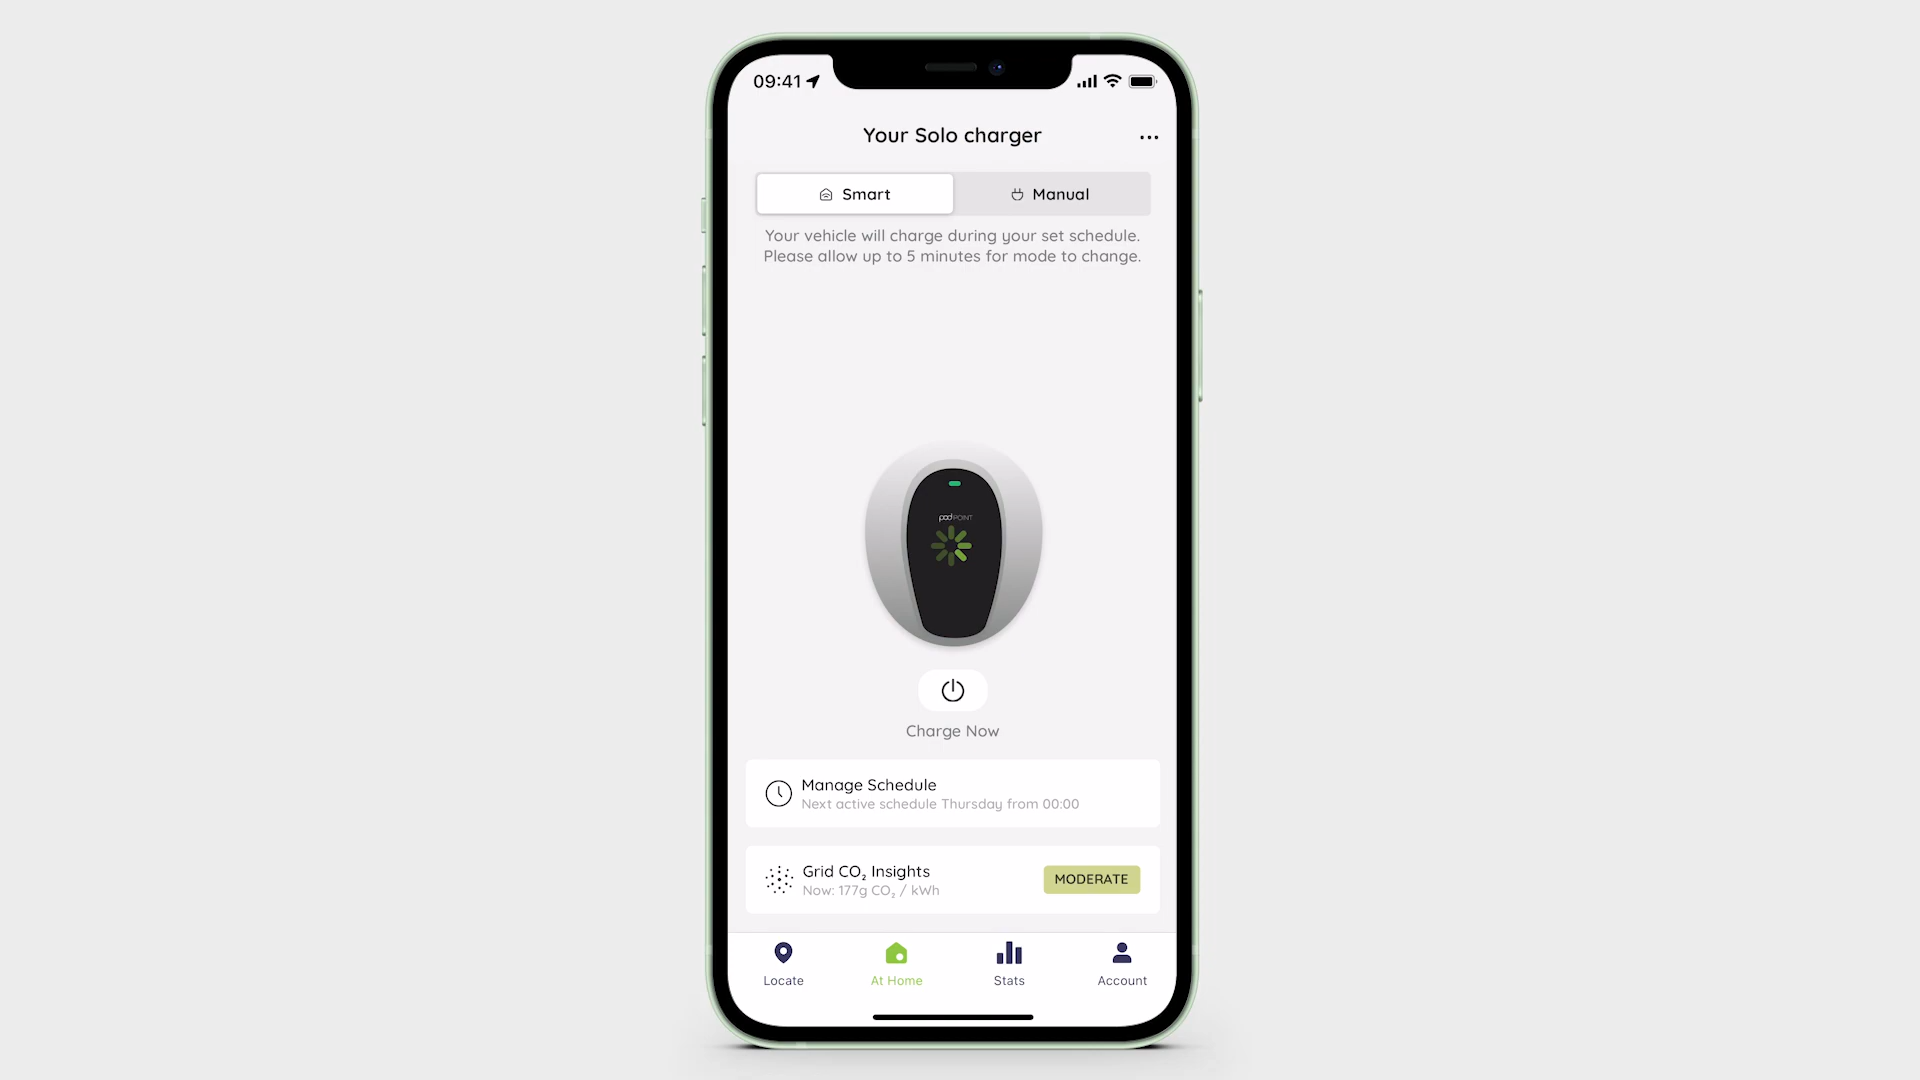 09:41
Your Solo charger
Smart
Manual
Your vehicle will charge during your set schedule.
Please allow up to 5 minutes for mode to change.
pod POINT
Charge Now
Manage Schedule
Next active schedule Thursday from 00:00
Grid CO₂ Insights
Now: 177g CO₂ / kWh
MODERATE
Locate
At Home
Stats
Account